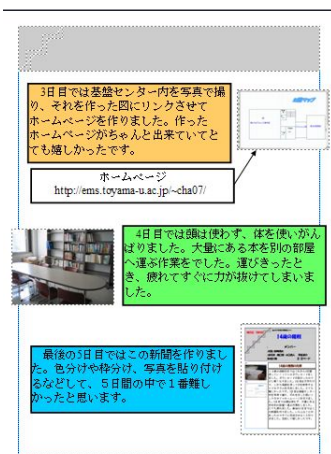 ３日目では基盤センター内を写真で撮
り、それを作った図にリンクさせて
ホームページを作りました。作った
ホームページがちゃんと出来ていてと
ても嬉しかったです。
ホームページ
http://ems.toyama-u.ac.jp/~cha07/
４日目では頭は使わず、体を使いがん
ばりました。大量にある本を別の部屋
へ運ぶ作業をでした。運びきったと
き、疲れてすぐに力が抜けてしまいま
した。
最後の5日目ではこの新聞を作りまし
た。色分けや枠分け、写真を貼り付け
るなどして、５日間の中で１番難し
かったと思います。